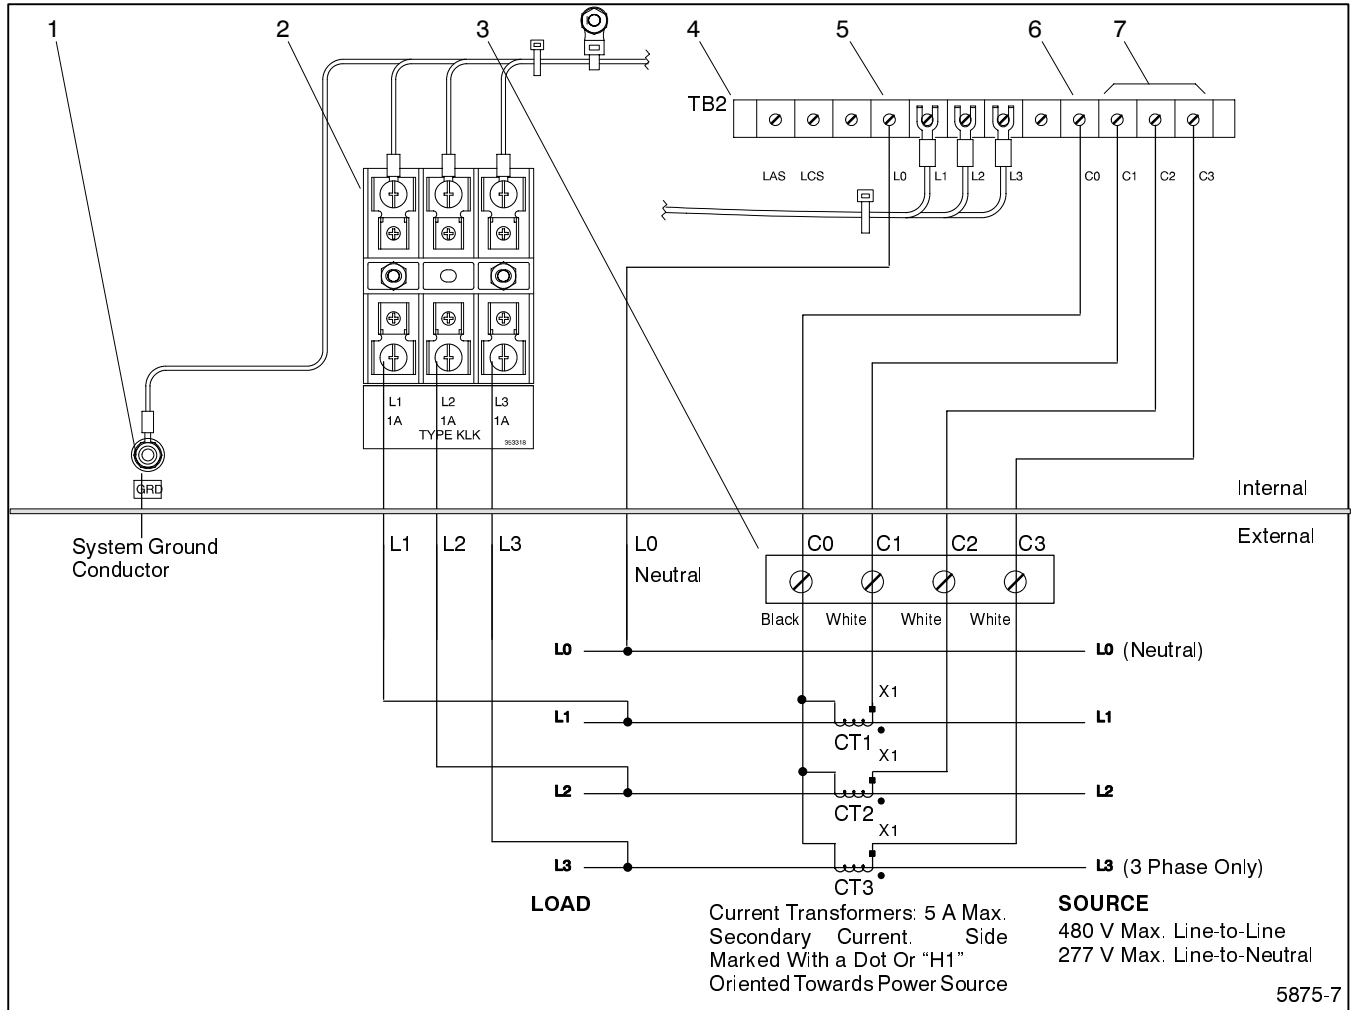 1 2 3 4 5 6 7
TB2
LAS LCS L0 L1 L2 L3 C0 C1 C2 C3
L1 L2 L3
1A 1A 1A
TYPE KLK
353318
GRD
Internal
External
System Ground
Conductor
L1 L2 L3 L0 C0 C1 C2 C3
Neutral
Black White White White
L0 L0 (Neutral)
X1
L1 L1
CT1
X1
L2 L2
CT2
X1
L3 L3 (3 Phase Only)
CT3
LOAD
SOURCE
Current Transformers: 5 A Max.
Secondary Current. Side
Marked With a Dot Or “H1”
Oriented Towards Power Source
480 V Max. Line-to-Line
277 V Max. Line-to-Neutral
5875-7